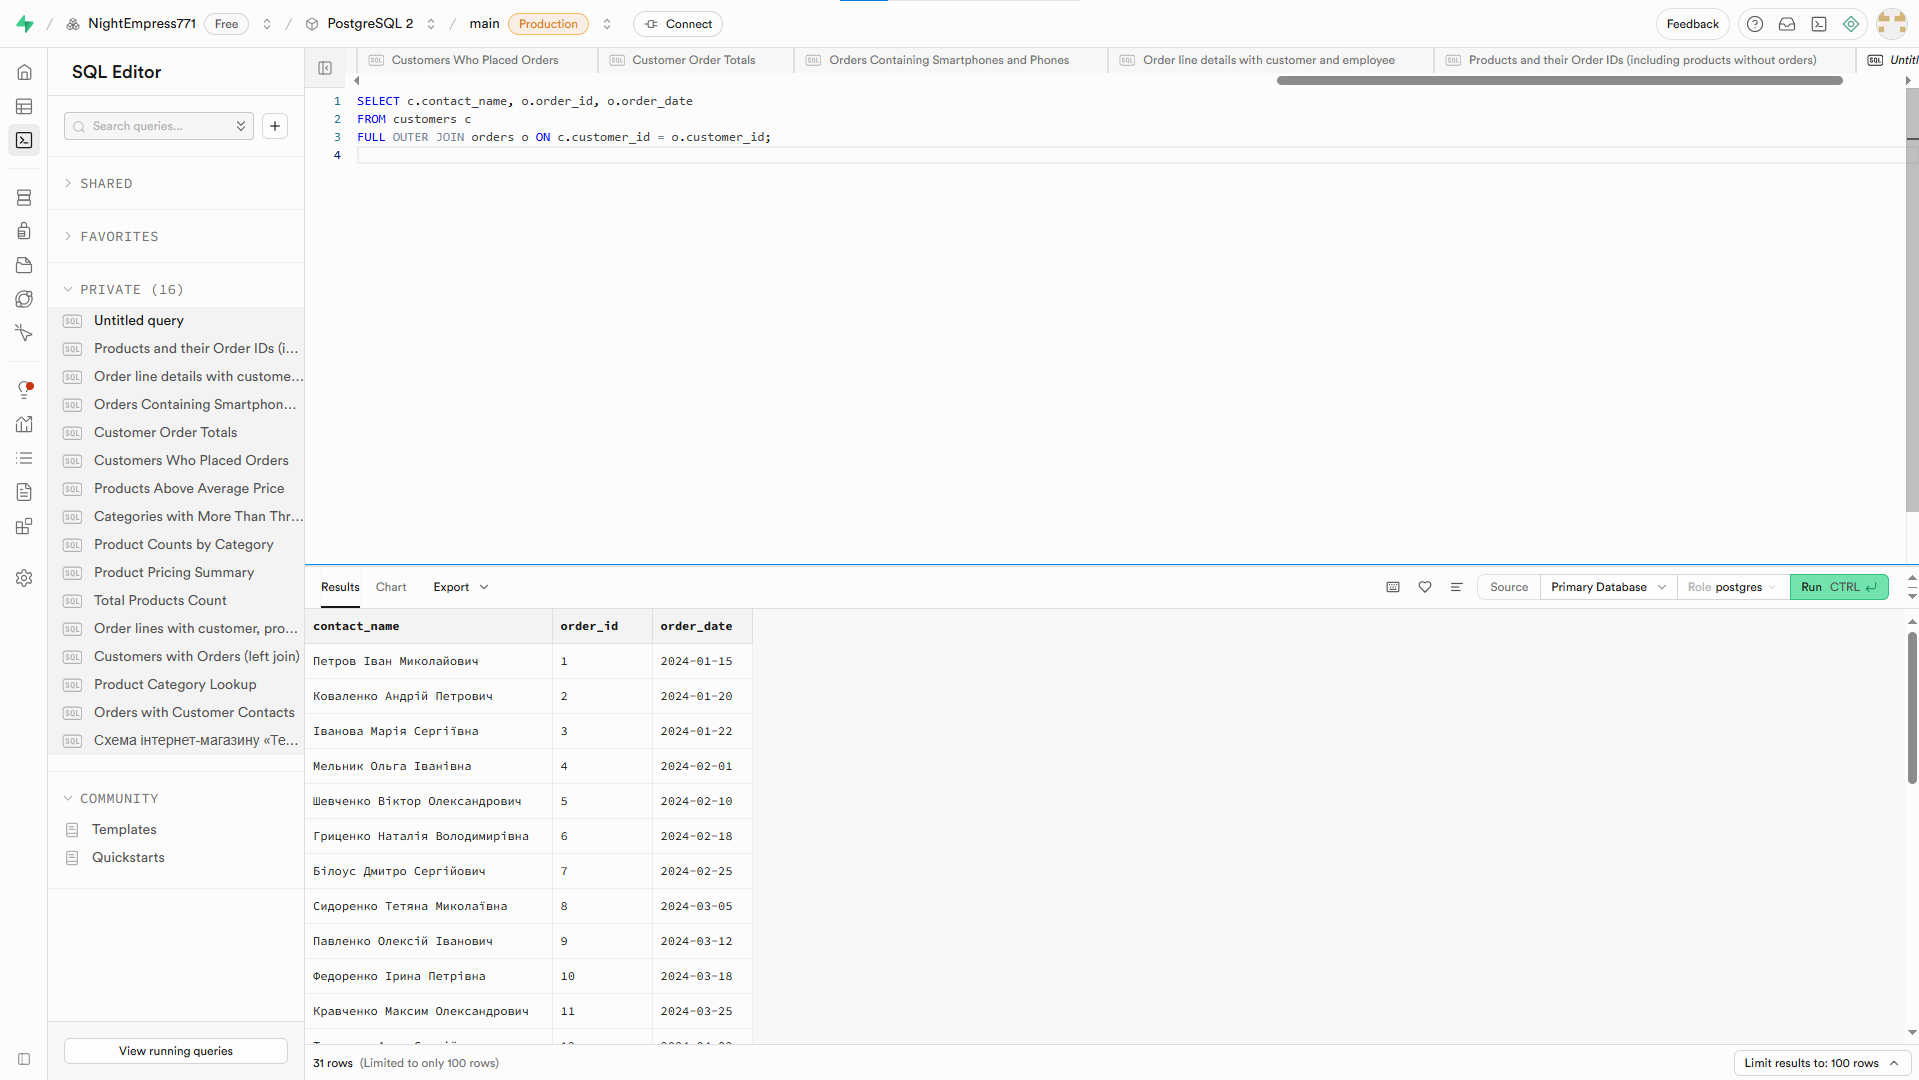 NightEmpress771 Free / PostgreSQL 2 / main Production Connect
Feedback
SQL Editor
Search queries...
SHARED
FAVORITES
PRIVATE (16)
Untitled query
Products and their Order IDs (i...
Order line details with custome...
Orders Containing Smartphon...
Customer Order Totals
Customers Who Placed Orders
Products Above Average Price
Categories with More Than Thr...
Product Counts by Category
Product Pricing Summary
Total Products Count
Order lines with customer, pro...
Customers with Orders (left join)
Product Category Lookup
Orders with Customer Contacts
Схема інтернет-магазину «Те...
COMMUNITY
Templates
Quickstarts
View running queries
Customers Who Placed Orders
Customer Order Totals
Orders Containing Smartphones and Phones
Order line details with customer and employee
Products and their Order IDs (including products without orders)
Untitl
1 SELECT c.contact_name, o.order_id, o.order_date
2 FROM customers c
3 FULL OUTER JOIN orders o ON c.customer_id = o.customer_id;
4
Results Chart Export
Source Primary Database Role postgres Run CTRL
contact_name order_id order_date
Петров Іван Миколайович 1 2024-01-15
Коваленко Андрій Петрович 2 2024-01-20
Іванова Марія Сергіївна 3 2024-01-22
Мельник Ольга Іванівна 4 2024-02-01
Шевченко Віктор Олександрович 5 2024-02-10
Гриценко Наталія Володимирівна 6 2024-02-18
Білоус Дмитро Сергійович 7 2024-02-25
Сидоренко Тетяна Миколаївна 8 2024-03-05
Павленко Олексій Іванович 9 2024-03-12
Федоренко Ірина Петрівна 10 2024-03-18
Кравченко Максим Олександрович 11 2024-03-25
31 rows (Limited to only 100 rows)
Limit results to: 100 rows